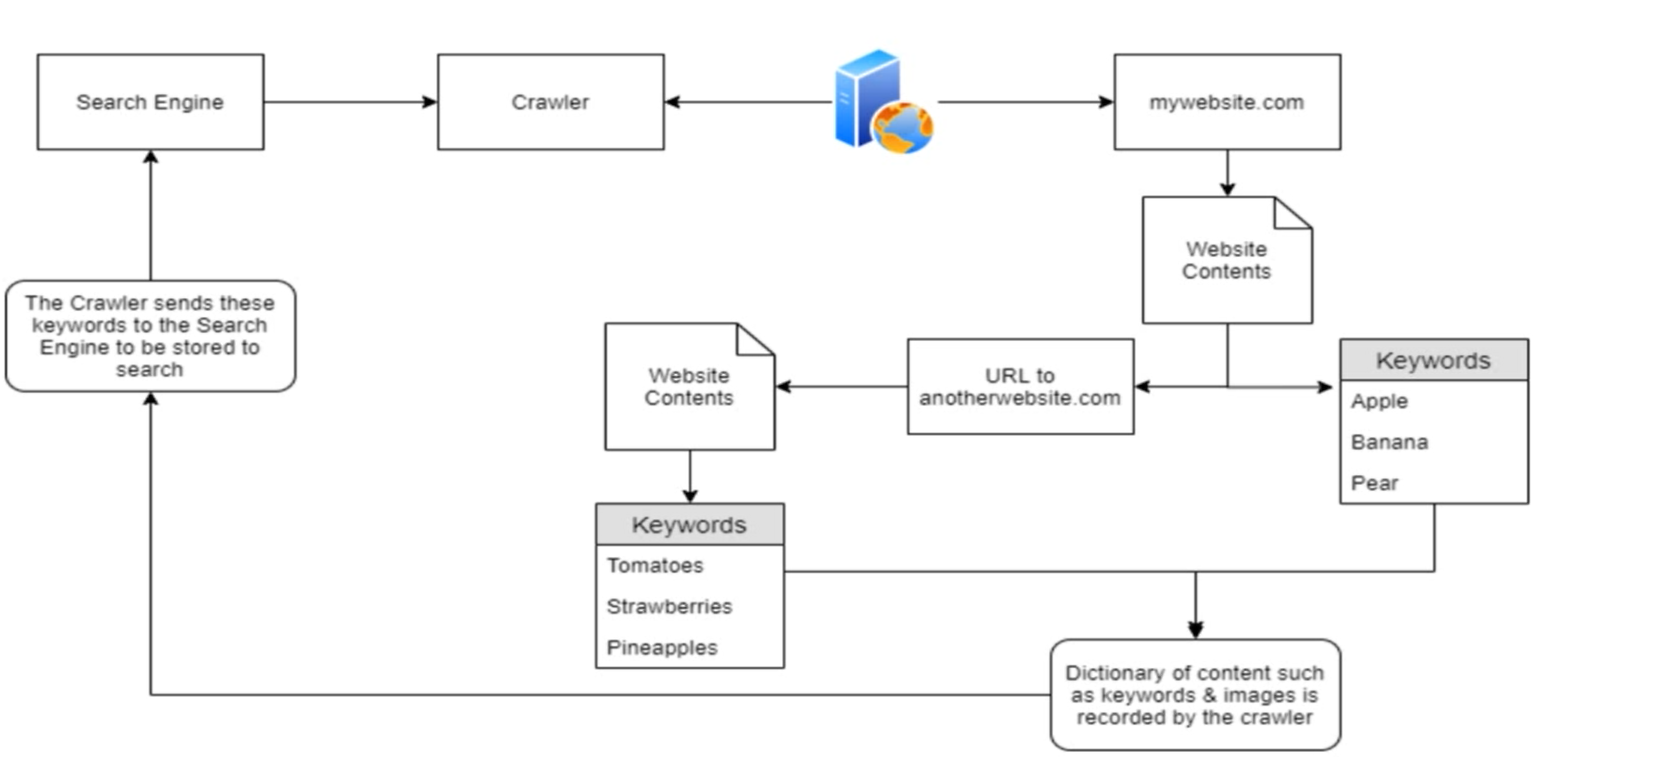 Search Engine
Crawler
mywebsite.com
Website
Contents
The Crawler sends these
keywords to the Search
Engine to be stored to
search
Website
Contents
URL to
anotherwebsite.com
Keywords
Apple
Banana
Pear
Keywords
Tomatoes
Strawberries
Pineapples
Dictionary of content such
as keywords & images is
recorded by the crawler